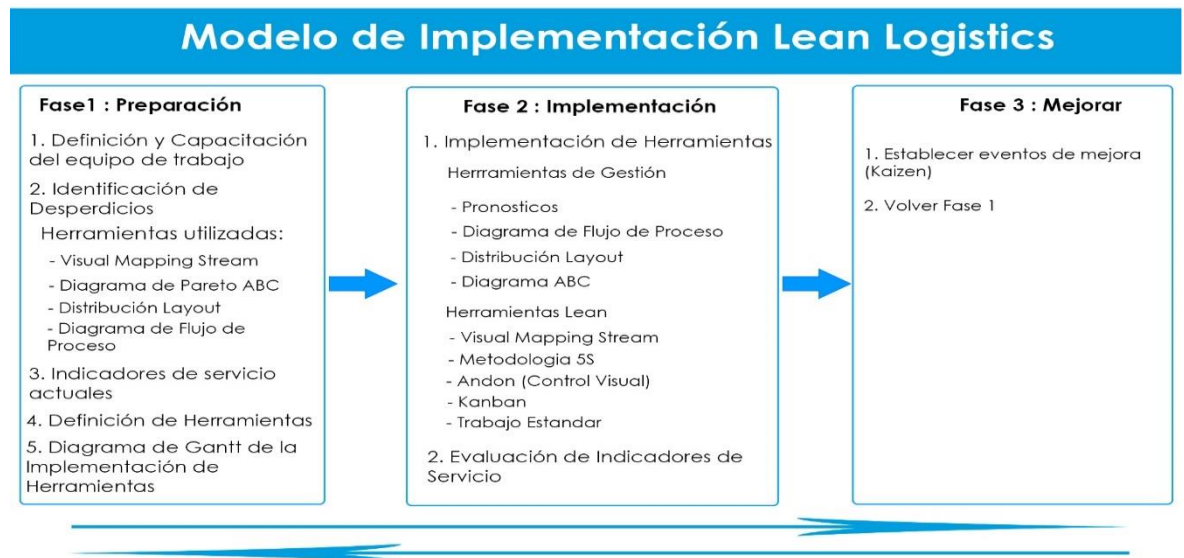 Modelo de Implementación Lean Logistics
Fase1 : Preparación
1. Definición y Capacitación
del equipo de trabajo
2. Identificación de
Desperdicios
Herramientas utilizadas:
- Visual Mapping Stream
- Diagrama de Pareto ABC
- Distribución Layout
- Diagrama de Flujo de
Proceso
3. Indicadores de servicio
actuales
4. Definición de Herramientas
5. Diagrama de Gantt de la
Implementación de
Herramientas
Fase 2 : Implementación
1. Implementación de Herramientas
Herrramientas de Gestión
- Pronosticos
- Diagrama de Flujo de Proceso
- Distribución Layout
- Diagrama ABC
Herramientas Lean
- Visual Mapping Stream
- Metodologia 5S
- Andon (Control Visual)
- Kanban
- Trabajo Estandar
2. Evaluación de Indicadores de
Servicio
Fase 3 : Mejorar
1. Establecer eventos de mejora
(Kaizen)
2. Volver Fase 1